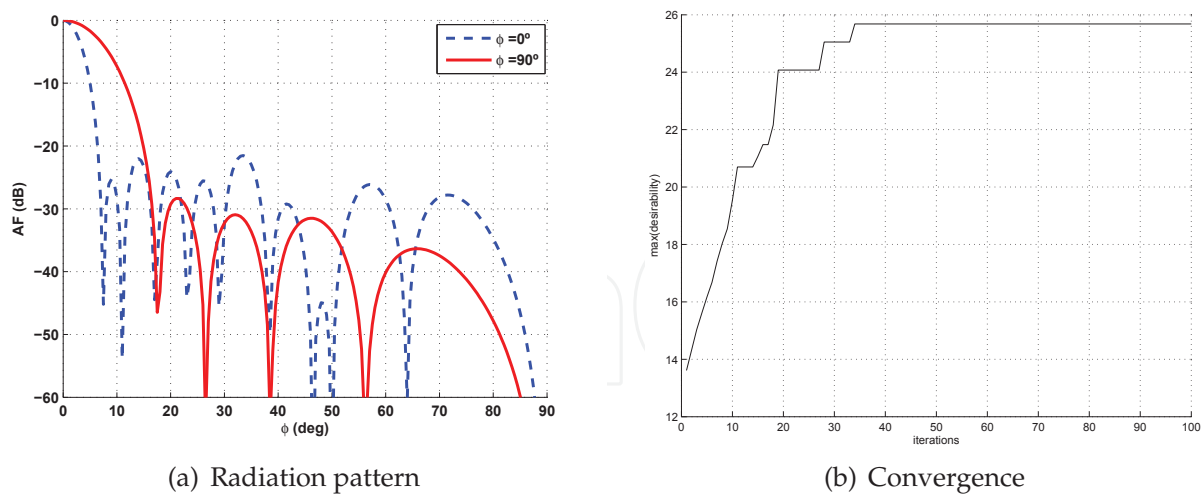 0
−10
−20
−30
−40
−50
−60
AF (dB)
ϕ =0º
ϕ =90º
0 10 20 30 40 50 60 70 80 90
ϕ (deg)
(a) Radiation pattern
26
24
22
20
18
16
14
12
max(desirability)
0 10 20 30 40 50 60 70 80 90 100
iterations
(b) Convergence